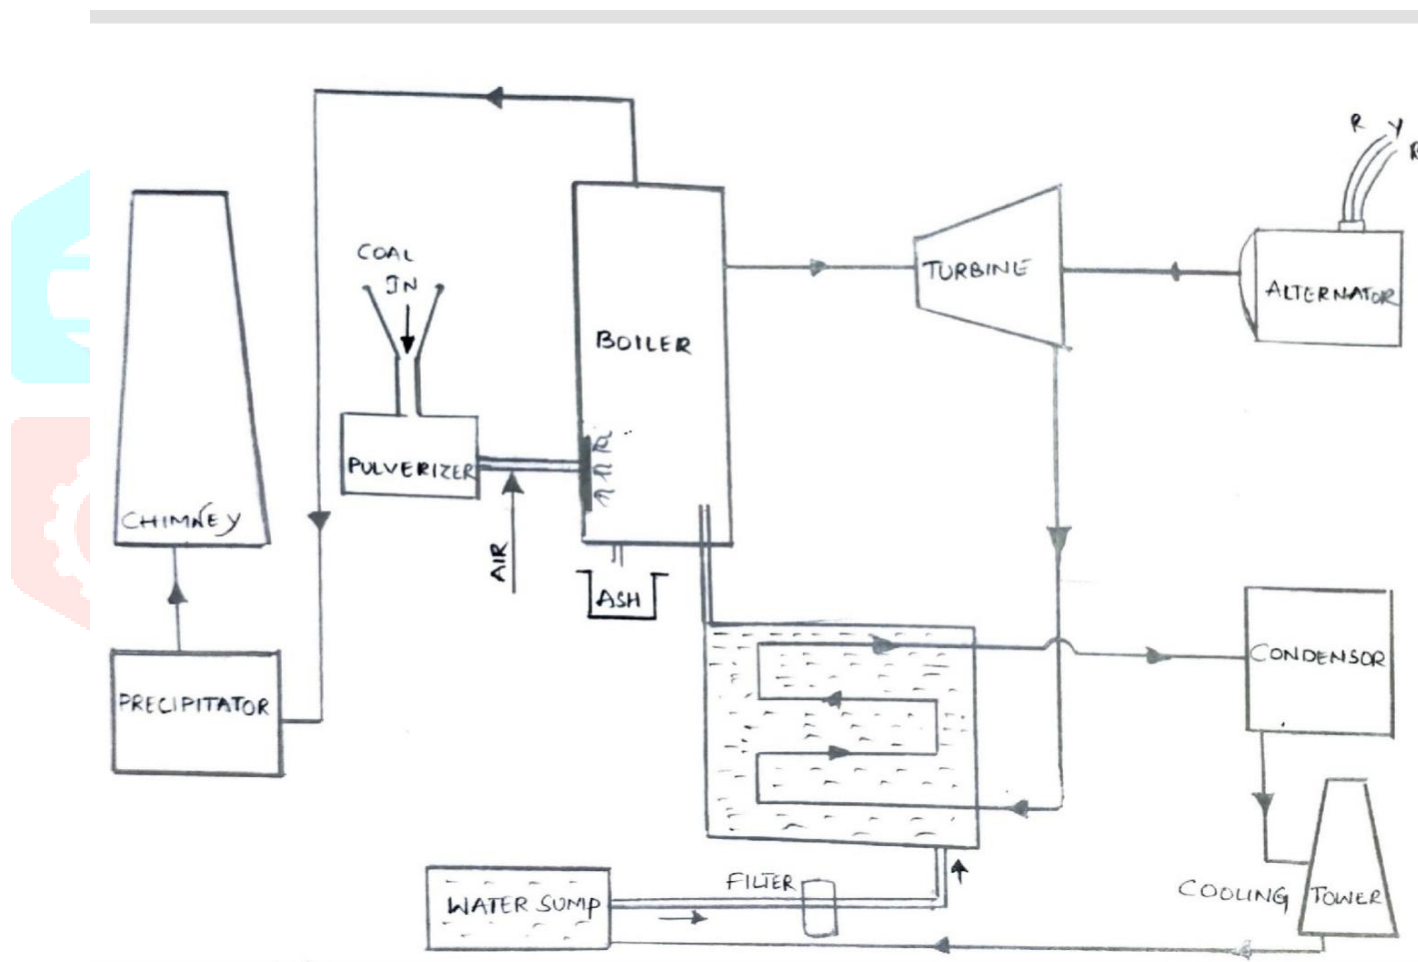 R Y
COAL
IN
TURBINE
ALTERNATOR
BOILER
PULVERIZER
CHIMNEY
AIR
ASH
CONDENSOR
PRECIPITATOR
FILTER
WATER SUMP
COOLING TOWER